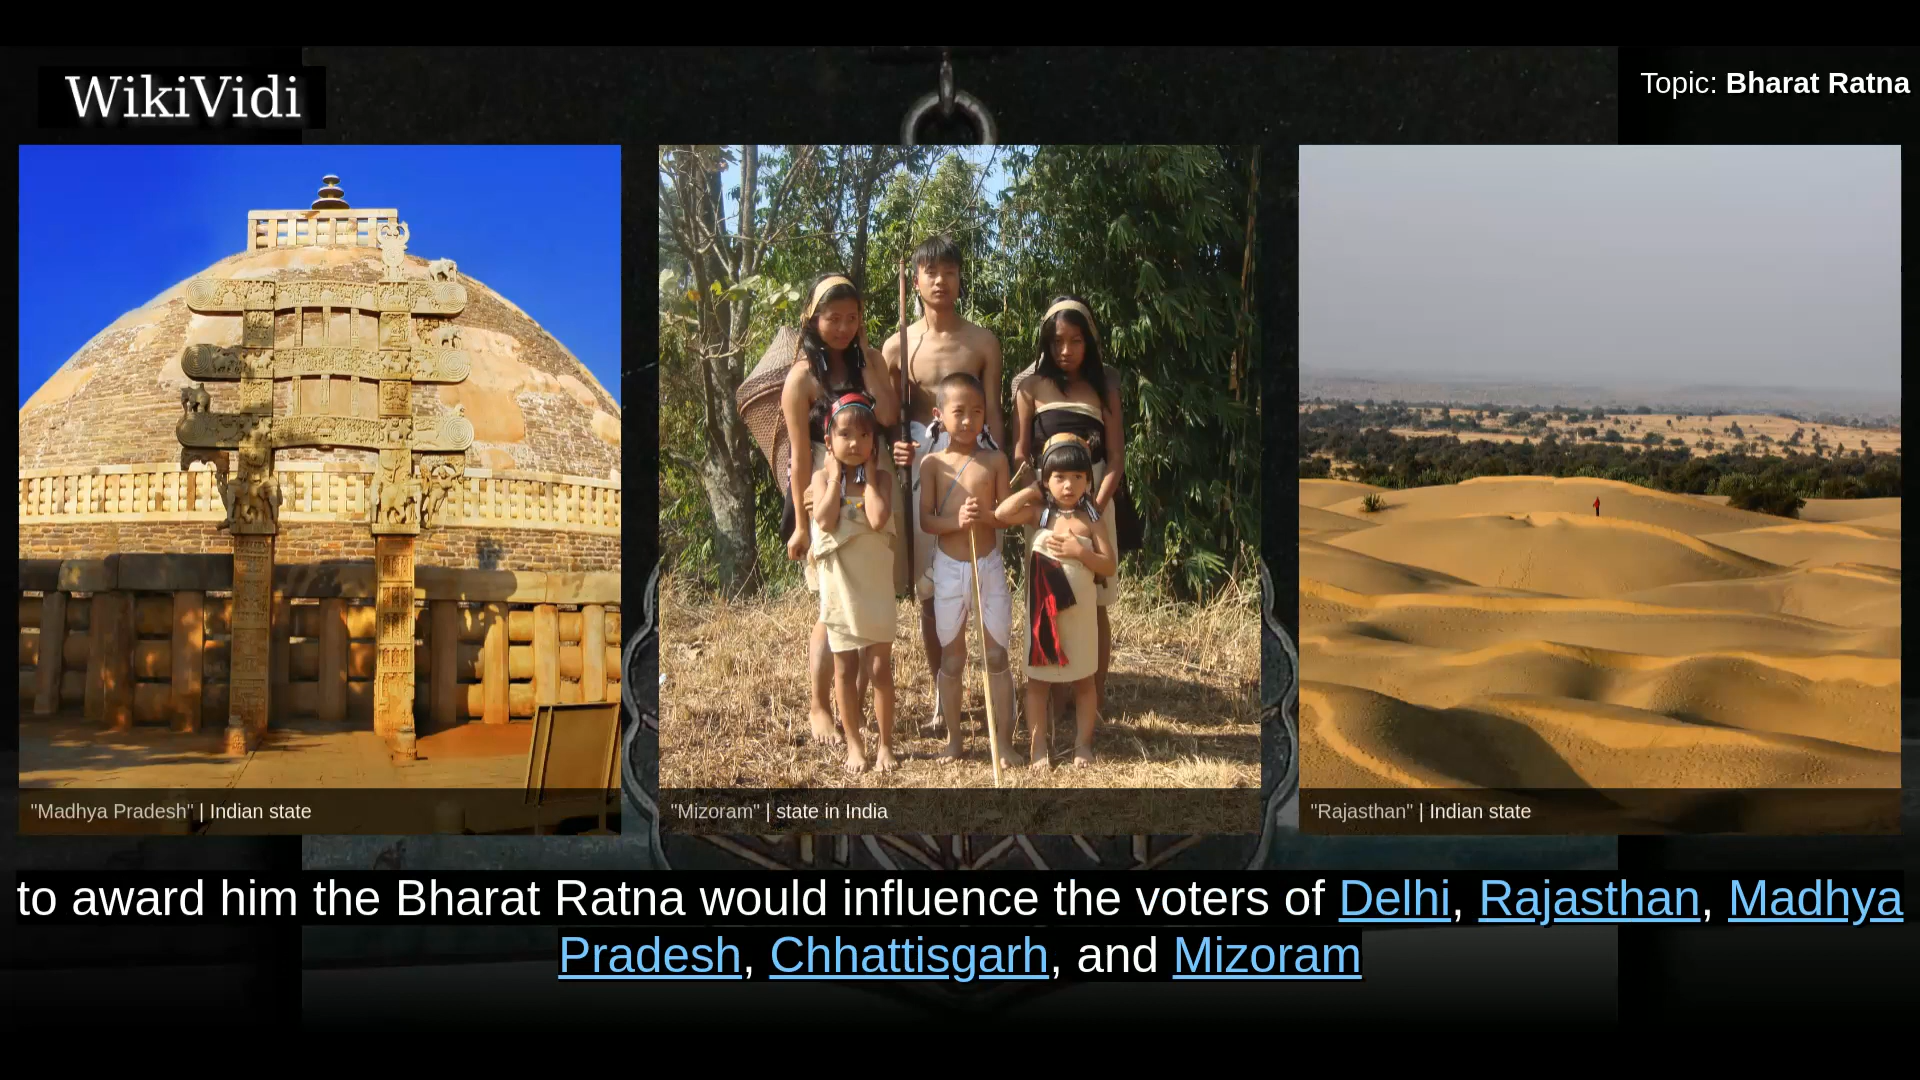 WikiVidi
Topic: Bharat Ratna
"Madhya Pradesh" | Indian state
"Mizoram" | state in India
"Rajasthan" | Indian state
to award him the Bharat Ratna would influence the voters of Delhi, Rajasthan, Madhya
Pradesh, Chhattisgarh, and Mizoram